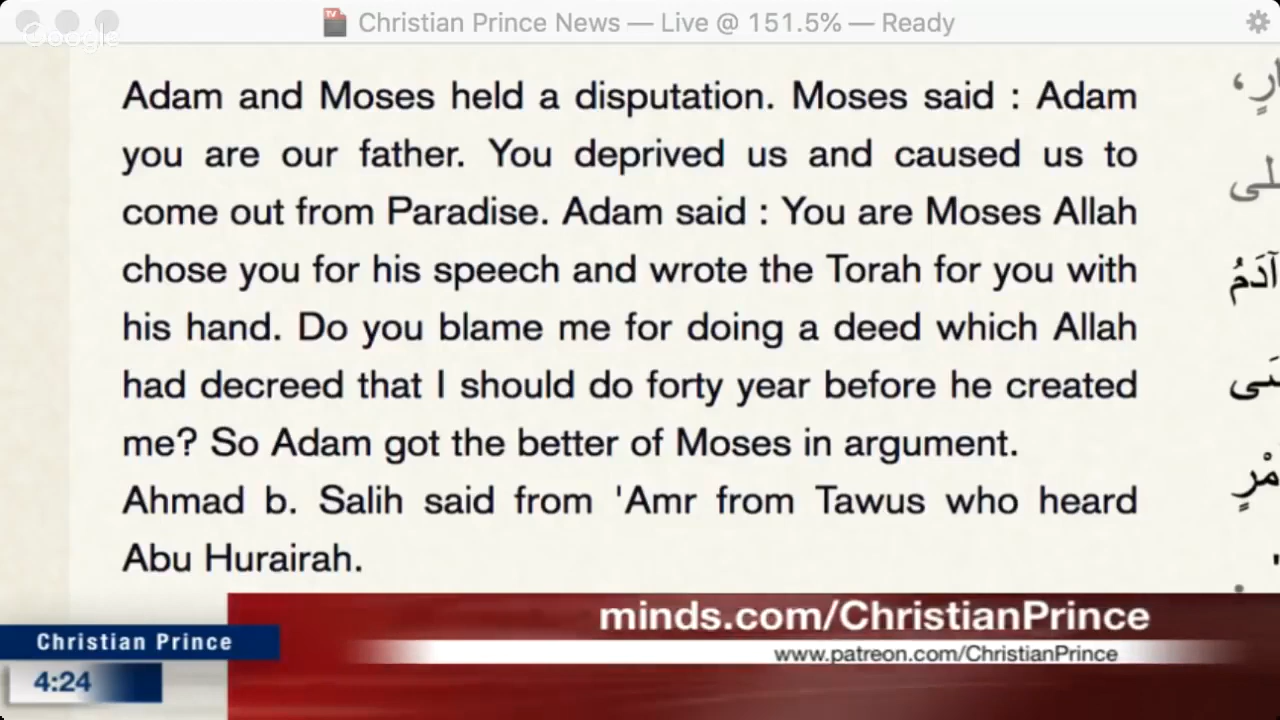 Christian Prince News — Live @ 151.5% — Ready
Google
Adam and Moses held a disputation. Moses said : Adam
you are our father. You deprived us and caused us to
come out from Paradise. Adam said : You are Moses Allah
chose you for his speech and wrote the Torah for you with
his hand. Do you blame me for doing a deed which Allah
had decreed that I should do forty year before he created
me? So Adam got the better of Moses in argument.
Ahmad b. Salih said from 'Amr from Tawus who heard
Abu Hurairah.
آدَمُ
minds.com/ChristianPrince
www.patreon.com/ChristianPrince
Christian Prince
4:24